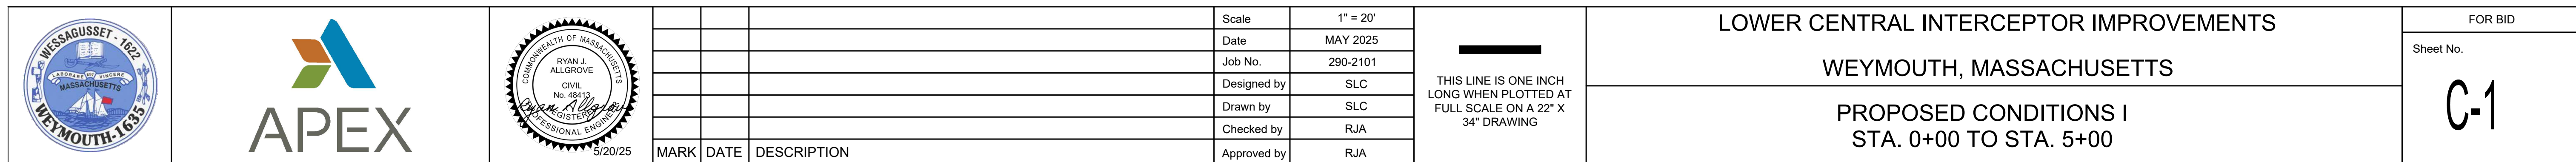 WESSAGUSSET - 1622
LABORARE EST VINCERE
MASSACHUSETTS
WEYMOUTH-1635
APEX
COMMONWEALTH OF MASSACHUSETTS
RYAN J.
ALLGROVE
CIVIL
No. 48413
Ryan Allgrove
REGISTERED
PROFESSIONAL ENGINEER
5/20/25
MARK DATE DESCRIPTION
Scale 1" = 20'
Date MAY 2025
Job No. 290-2101
Designed by SLC
Drawn by SLC
Checked by RJA
Approved by RJA
THIS LINE IS ONE INCH
LONG WHEN PLOTTED AT
FULL SCALE ON A 22" X
34" DRAWING
LOWER CENTRAL INTERCEPTOR IMPROVEMENTS
WEYMOUTH, MASSACHUSETTS
PROPOSED CONDITIONS I
STA. 0+00 TO STA. 5+00
FOR BID
Sheet No.
C-1